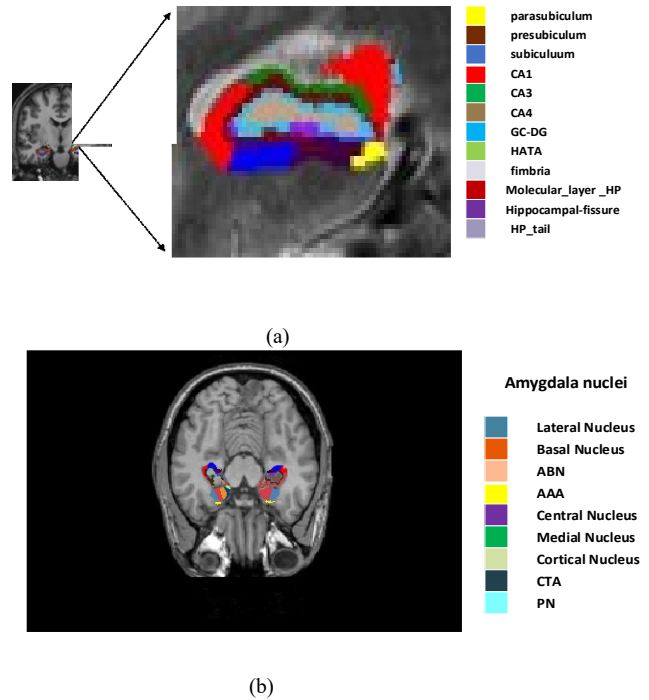 parasubiculum
presubiculum
subiculuum
CA1
CA3
CA4
GC-DG
HATA
fimbria
Molecular_layer _HP
Hippocampal-fissure
HP_tail
(a)
Amygdala nuclei
Lateral Nucleus
Basal Nucleus
ABN
AAA
Central Nucleus
Medial Nucleus
Cortical Nucleus
CTA
PN
(b)